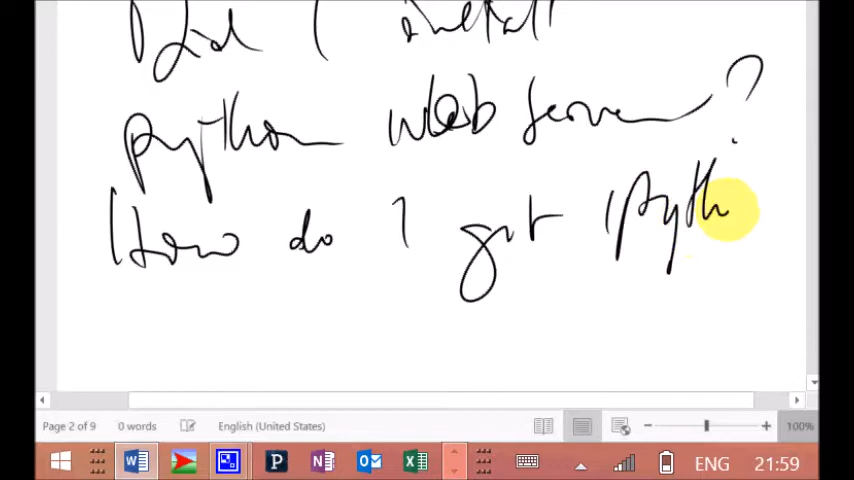 Did I install
python web server?
How do I get ipyth
Page 2 of 9 0 words English (United States) 100%
ENG 21:59